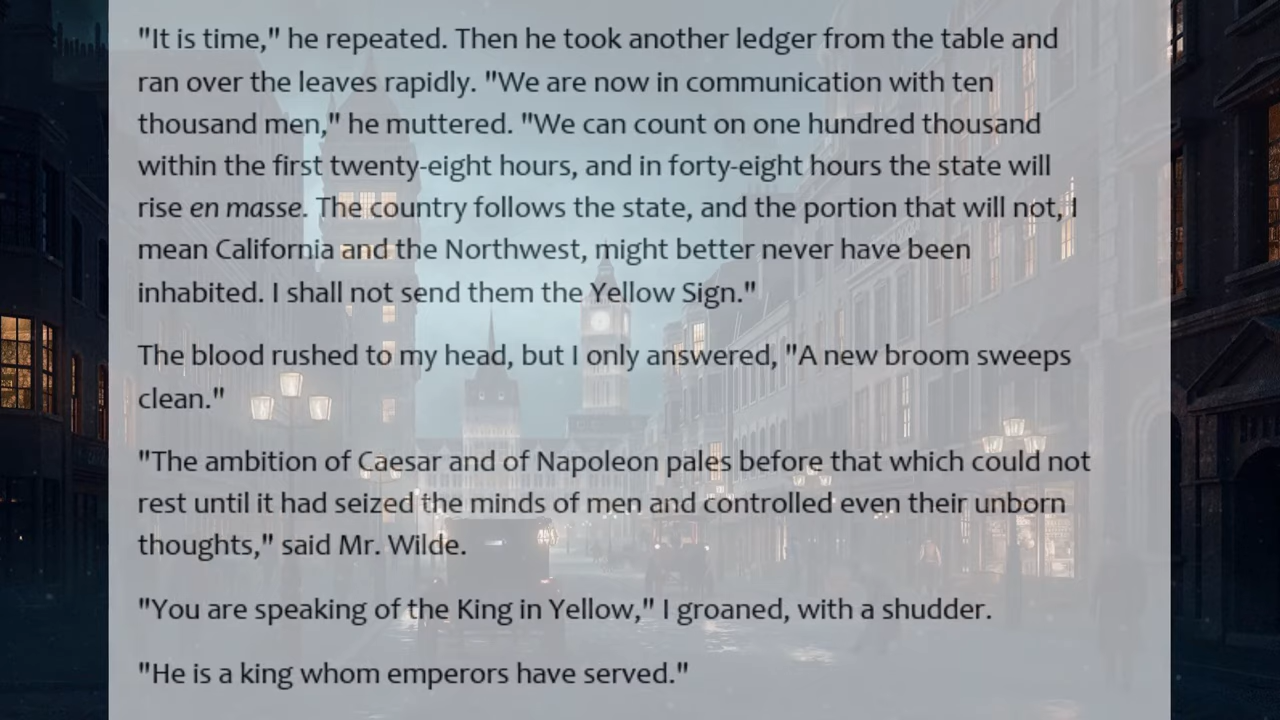 "It is time," he repeated. Then he took another ledger from the table and
ran over the leaves rapidly. "We are now in communication with ten
thousand men," he muttered. "We can count on one hundred thousand
within the first twenty-eight hours, and in forty-eight hours the state will
rise en masse. The country follows the state, and the portion that will not, I
mean California and the Northwest, might better never have been
inhabited. I shall not send them the Yellow Sign."
The blood rushed to my head, but I only answered, "A new broom sweeps
clean."
"The ambition of Caesar and of Napoleon pales before that which could not
rest until it had seized the minds of men and controlled even their unborn
thoughts," said Mr. Wilde.
"You are speaking of the King in Yellow," I groaned, with a shudder.
"He is a king whom emperors have served."